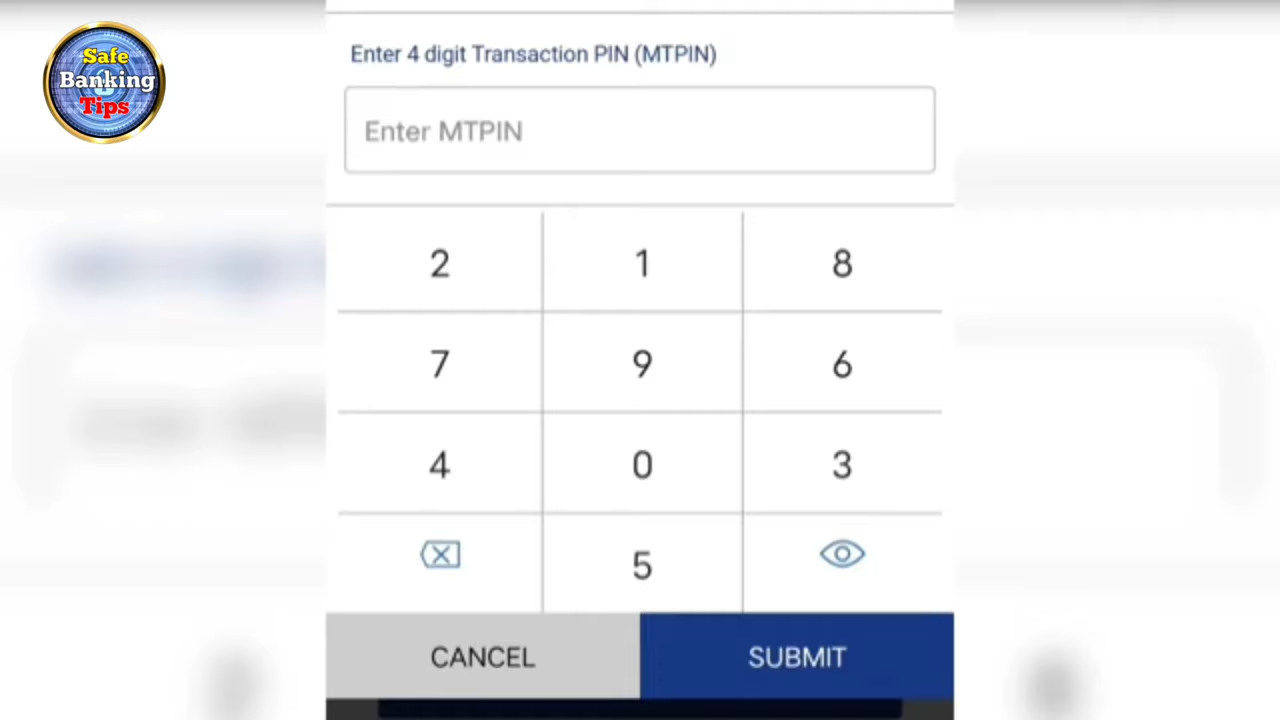 Safe
Banking
Tips
Enter 4 digit Transaction PIN (MTPIN)
Enter MTPIN
2 1 8
7 9 6
4 0 3
5
CANCEL SUBMIT